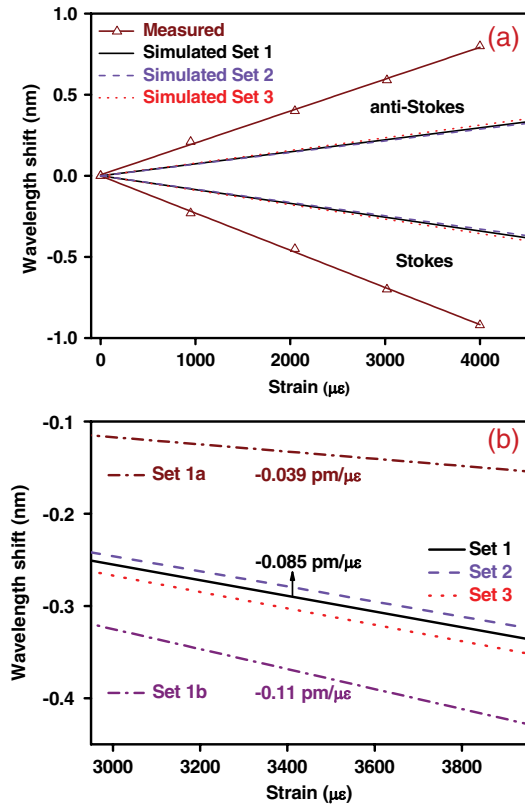 (a)
Measured
Simulated Set 1
Simulated Set 2
Simulated Set 3
anti-Stokes
Stokes
Wavelength shift (nm)
1.0
0.5
0.0
-0.5
-1.0
0 1000 2000 3000 4000
Strain (με)
(b)
Set 1a -0.039 pm/με
-0.085 pm/με
Set 1
Set 2
Set 3
Set 1b -0.11 pm/με
Wavelength shift (nm)
-0.1
-0.2
-0.3
-0.4
3000 3200 3400 3600 3800
Strain (με)